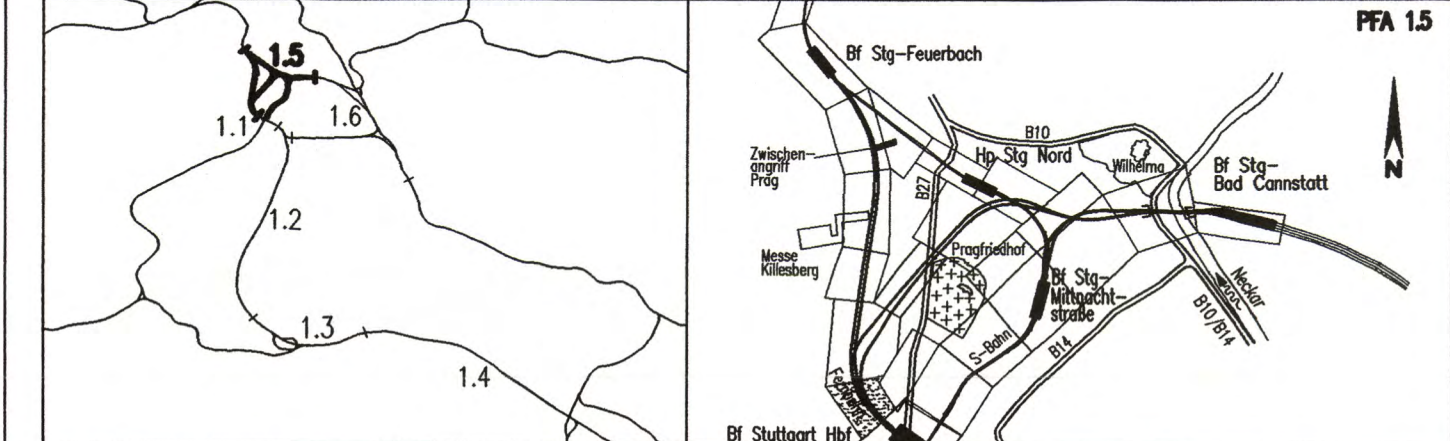 1.5
1.1
1.6
1.2
1.3
1.4
PFA 1.5
Bf Stg-Feuerbach
N
B10
Zwischen-
angriff
Prag
Hp Stg Nord
Wilhelma
Bf Stg-
Bad Cannstatt
B27
Messe
Killesberg
Pragfriedhof
Bf Stg-
Mittnacht-
straße
Neckar
B10/B14
S-Bahn
B14
Bf Stuttgart Hbf